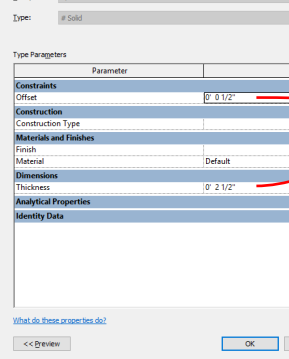 Type: # Solid
Type Parameters
Parameter
Constraints
Offset 0' 0 1/2"
Construction
Construction Type
Materials and Finishes
Finish
Material Default
Dimensions
Thickness 0' 2 1/2"
Analytical Properties
Identity Data
What do these properties do?
<< Preview OK